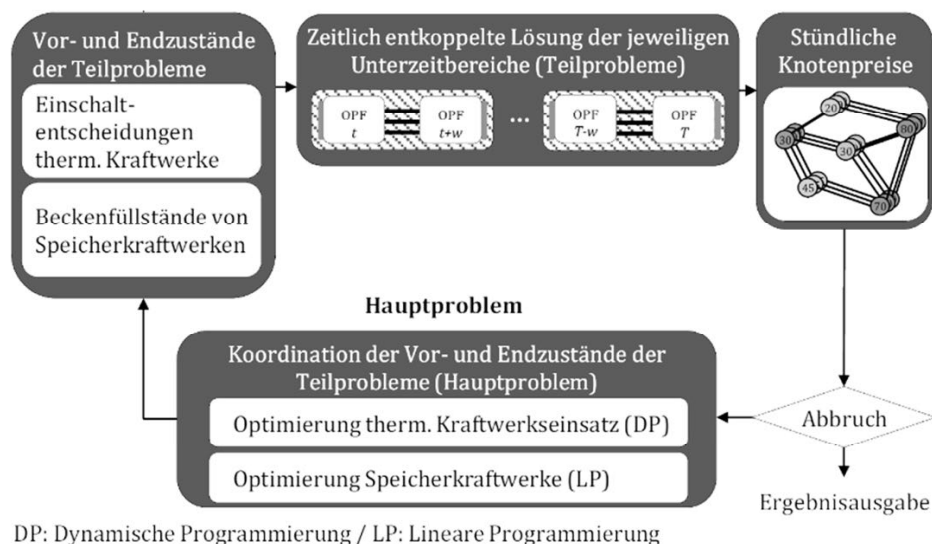 Vor- und Endzustände
der Teilprobleme
Einschalt-
entscheidungen
therm. Kraftwerke
Beckenfüllstände von
Speicherkraftwerken
Zeitlich entkoppelte Lösung der jeweiligen
Unterzeitbereiche (Teilprobleme)
OPF
t
OPF
t+w
...
OPF
T-w
OPF
T
Stündliche
Knotenpreise
20
80
30
30
45
70
Hauptproblem
Koordination der Vor- und Endzustände der
Teilprobleme (Hauptproblem)
Optimierung therm. Kraftwerkseinsatz (DP)
Optimierung Speicherkraftwerke (LP)
Abbruch
Ergebnisausgabe
DP: Dynamische Programmierung / LP: Lineare Programmierung